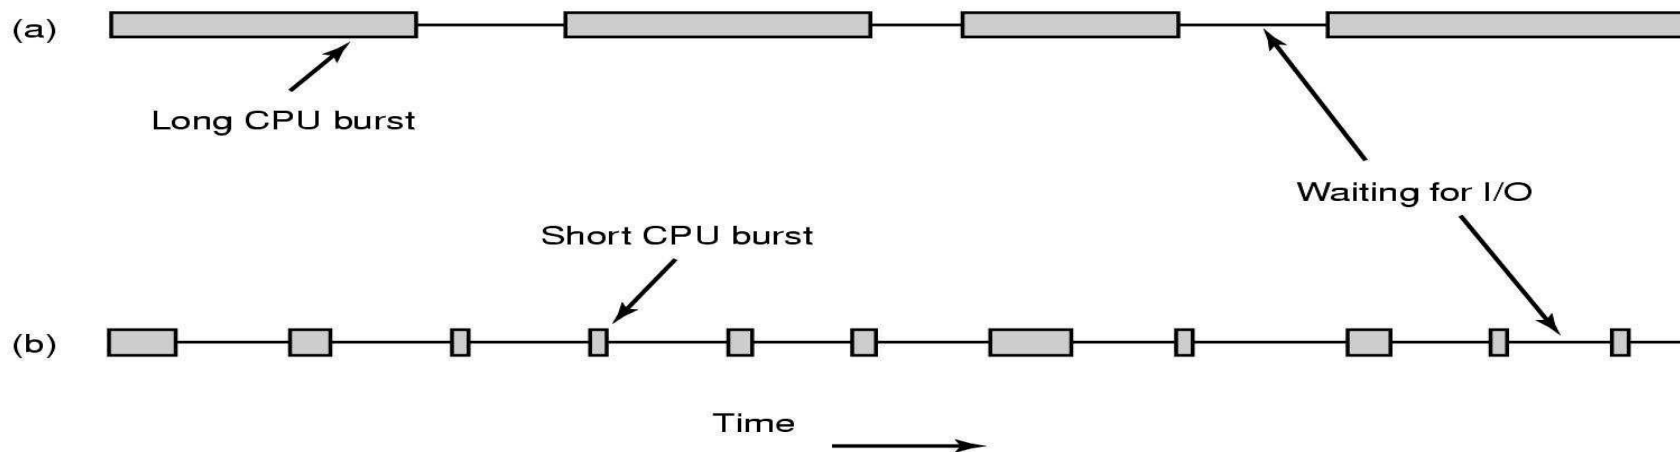 (a)
Long CPU burst
Waiting for I/O
Short CPU burst
(b)
Time